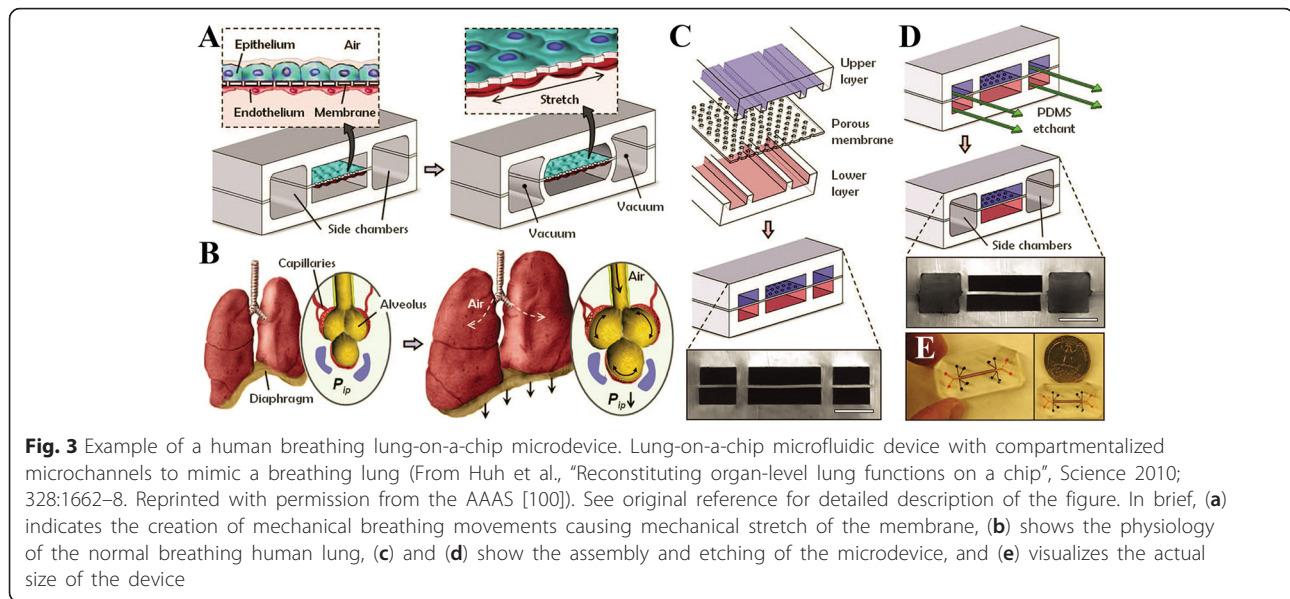 A
Epithelium
Air
Endothelium
Membrane
Stretch
Side chambers
Vacuum
Vacuum
B
Capillaries
Alveolus
Pip
Diaphragm
Air
Air
Pip↓
C
Upper
layer
Porous
membrane
Lower
layer
D
PDMS
etchant
Side chambers
E
Fig. 3 Example of a human breathing lung-on-a-chip microdevice. Lung-on-a-chip microfluidic device with compartmentalized
microchannels to mimic a breathing lung (From Huh et al., “Reconstituting organ-level lung functions on a chip”, Science 2010;
328:1662–8. Reprinted with permission from the AAAS [100]). See original reference for detailed description of the figure. In brief, (a)
indicates the creation of mechanical breathing movements causing mechanical stretch of the membrane, (b) shows the physiology
of the normal breathing human lung, (c) and (d) show the assembly and etching of the microdevice, and (e) visualizes the actual
size of the device